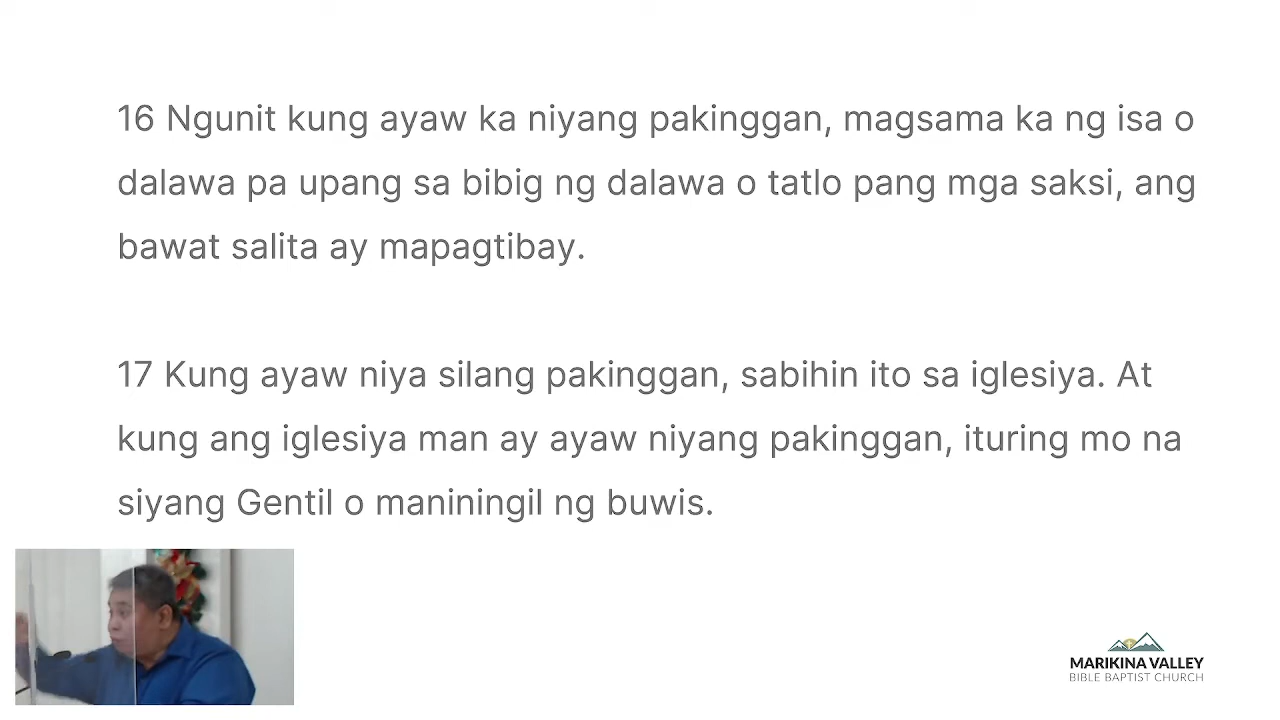 16 Ngunit kung ayaw ka niyang pakinggan, magsama ka ng isa o
dalawa pa upang sa bibig ng dalawa o tatlo pang mga saksi, ang
bawat salita ay mapagtibay.
17 Kung ayaw niya silang pakinggan, sabihin ito sa iglesiya. At
kung ang iglesiya man ay ayaw niyang pakinggan, ituring mo na
siyang Gentil o maniningil ng buwis.
MARIKINA VALLEY
BIBLE BAPTIST CHURCH